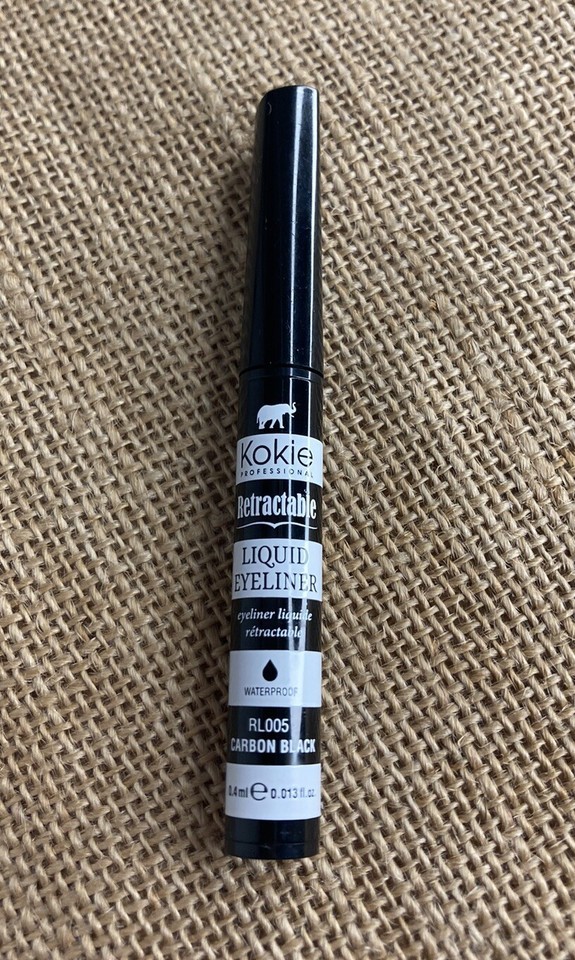 Kokie
PROFESSIONAL
Retractable
LIQUID
EYELINER
eyeliner liquide
rétractable
WATERPROOF
RL005
CARBON BLACK
0.4ml e 0.013 fl.oz.